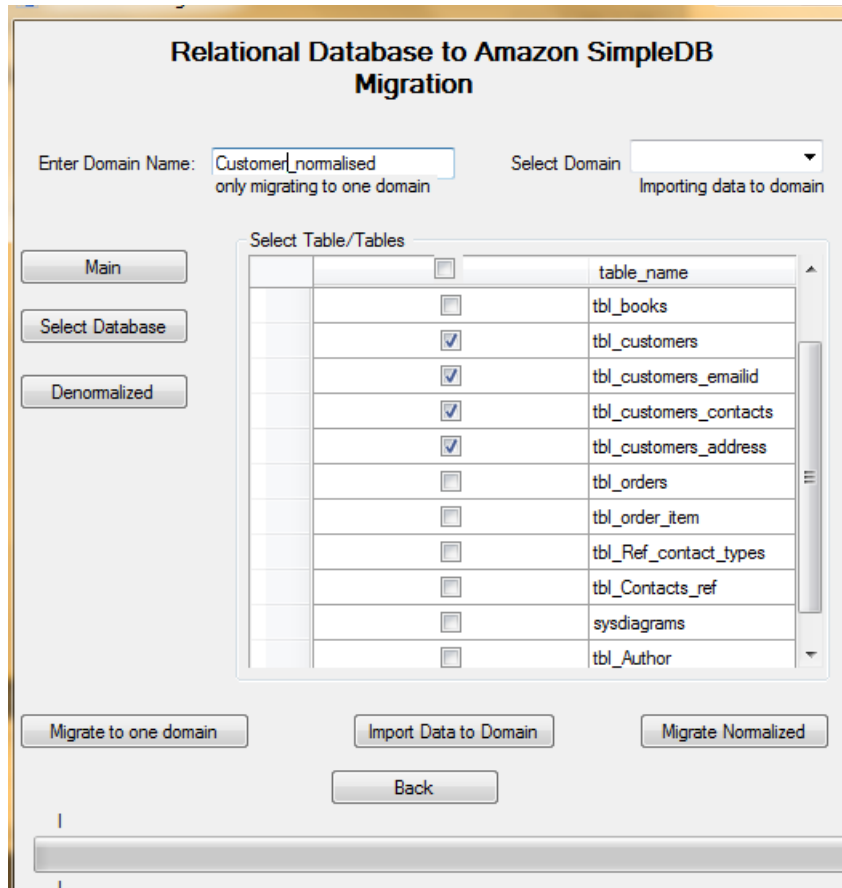 Relational Database to Amazon SimpleDB
Migration
Enter Domain Name: Customer_normalised Select Domain
only migrating to one domain Importing data to domain
Select Table/Tables
Main
Select Database
Denormalized
table_name
tbl_books
tbl_customers
tbl_customers_emailid
tbl_customers_contacts
tbl_customers_address
tbl_orders
tbl_order_item
tbl_Ref_contact_types
tbl_Contacts_ref
sysdiagrams
tbl_Author
Migrate to one domain Import Data to Domain Migrate Normalized
Back